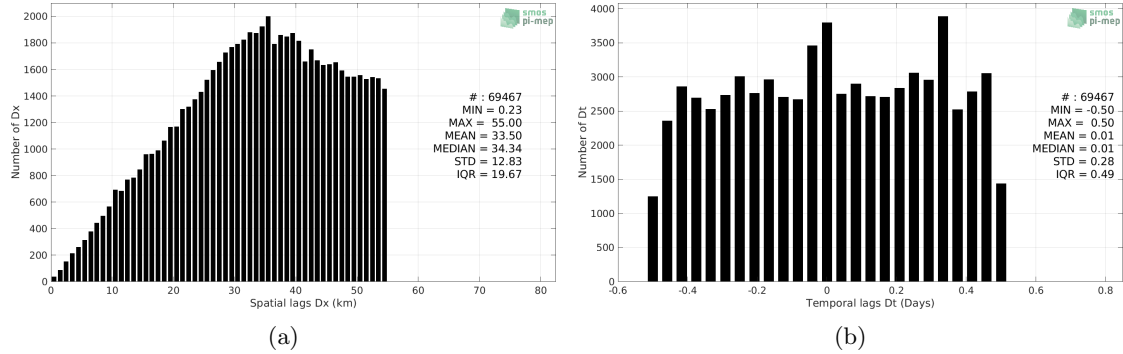 smos
pi-mep
2000
1800
1600
1400
1200
1000
800
600
400
200
0
Number of Dx
# : 69467
MIN = 0.23
MAX = 55.00
MEAN = 33.50
MEDIAN = 34.34
STD = 12.83
IQR = 19.67
0 10 20 30 40 50 60 70 80
Spatial lags Dx (km)
(a)
smos
pi-mep
4000
3500
3000
2500
2000
1500
1000
500
0
Number of Dt
# : 69467
MIN = -0.50
MAX = 0.50
MEAN = 0.01
MEDIAN = 0.01
STD = 0.28
IQR = 0.49
-0.6 -0.4 -0.2 0 0.2 0.4 0.6 0.8
Temporal lags Dt (Days)
(b)